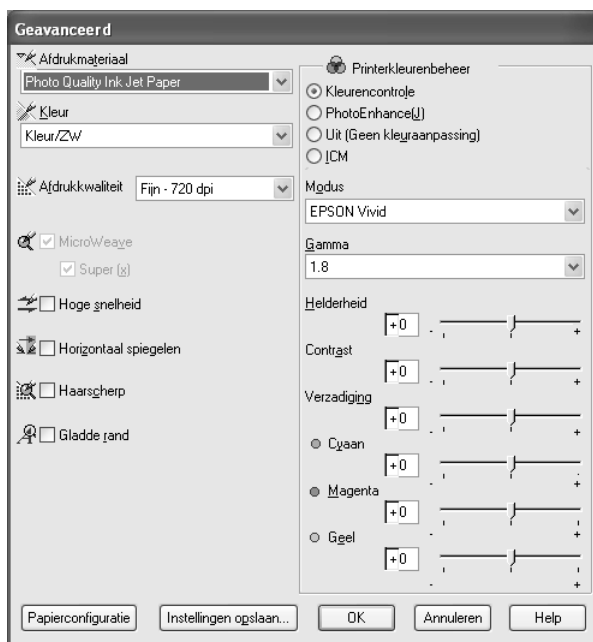 Geavanceerd
Afdrukmateriaal
Photo Quality Ink Jet Paper
Kleur
Kleur/ZW
Afdrukkwaliteit Fijn - 720 dpi
MicroWeave
Super (x)
Hoge snelheid
Horizontaal spiegelen
Haarscherp
Gladde rand
Printerkleurenbeheer
Kleurencontrole
PhotoEnhance(J)
Uit (Geen kleuraanpassing)
ICM
Modus
EPSON Vivid
Gamma
1.8
Helderheid
+0 - +
Contrast
+0 - +
Verzadiging
+0 - +
Cyaan
+0 - +
Magenta
+0 - +
Geel
+0 - +
Papierconfiguratie Instellingen opslaan... OK Annuleren Help